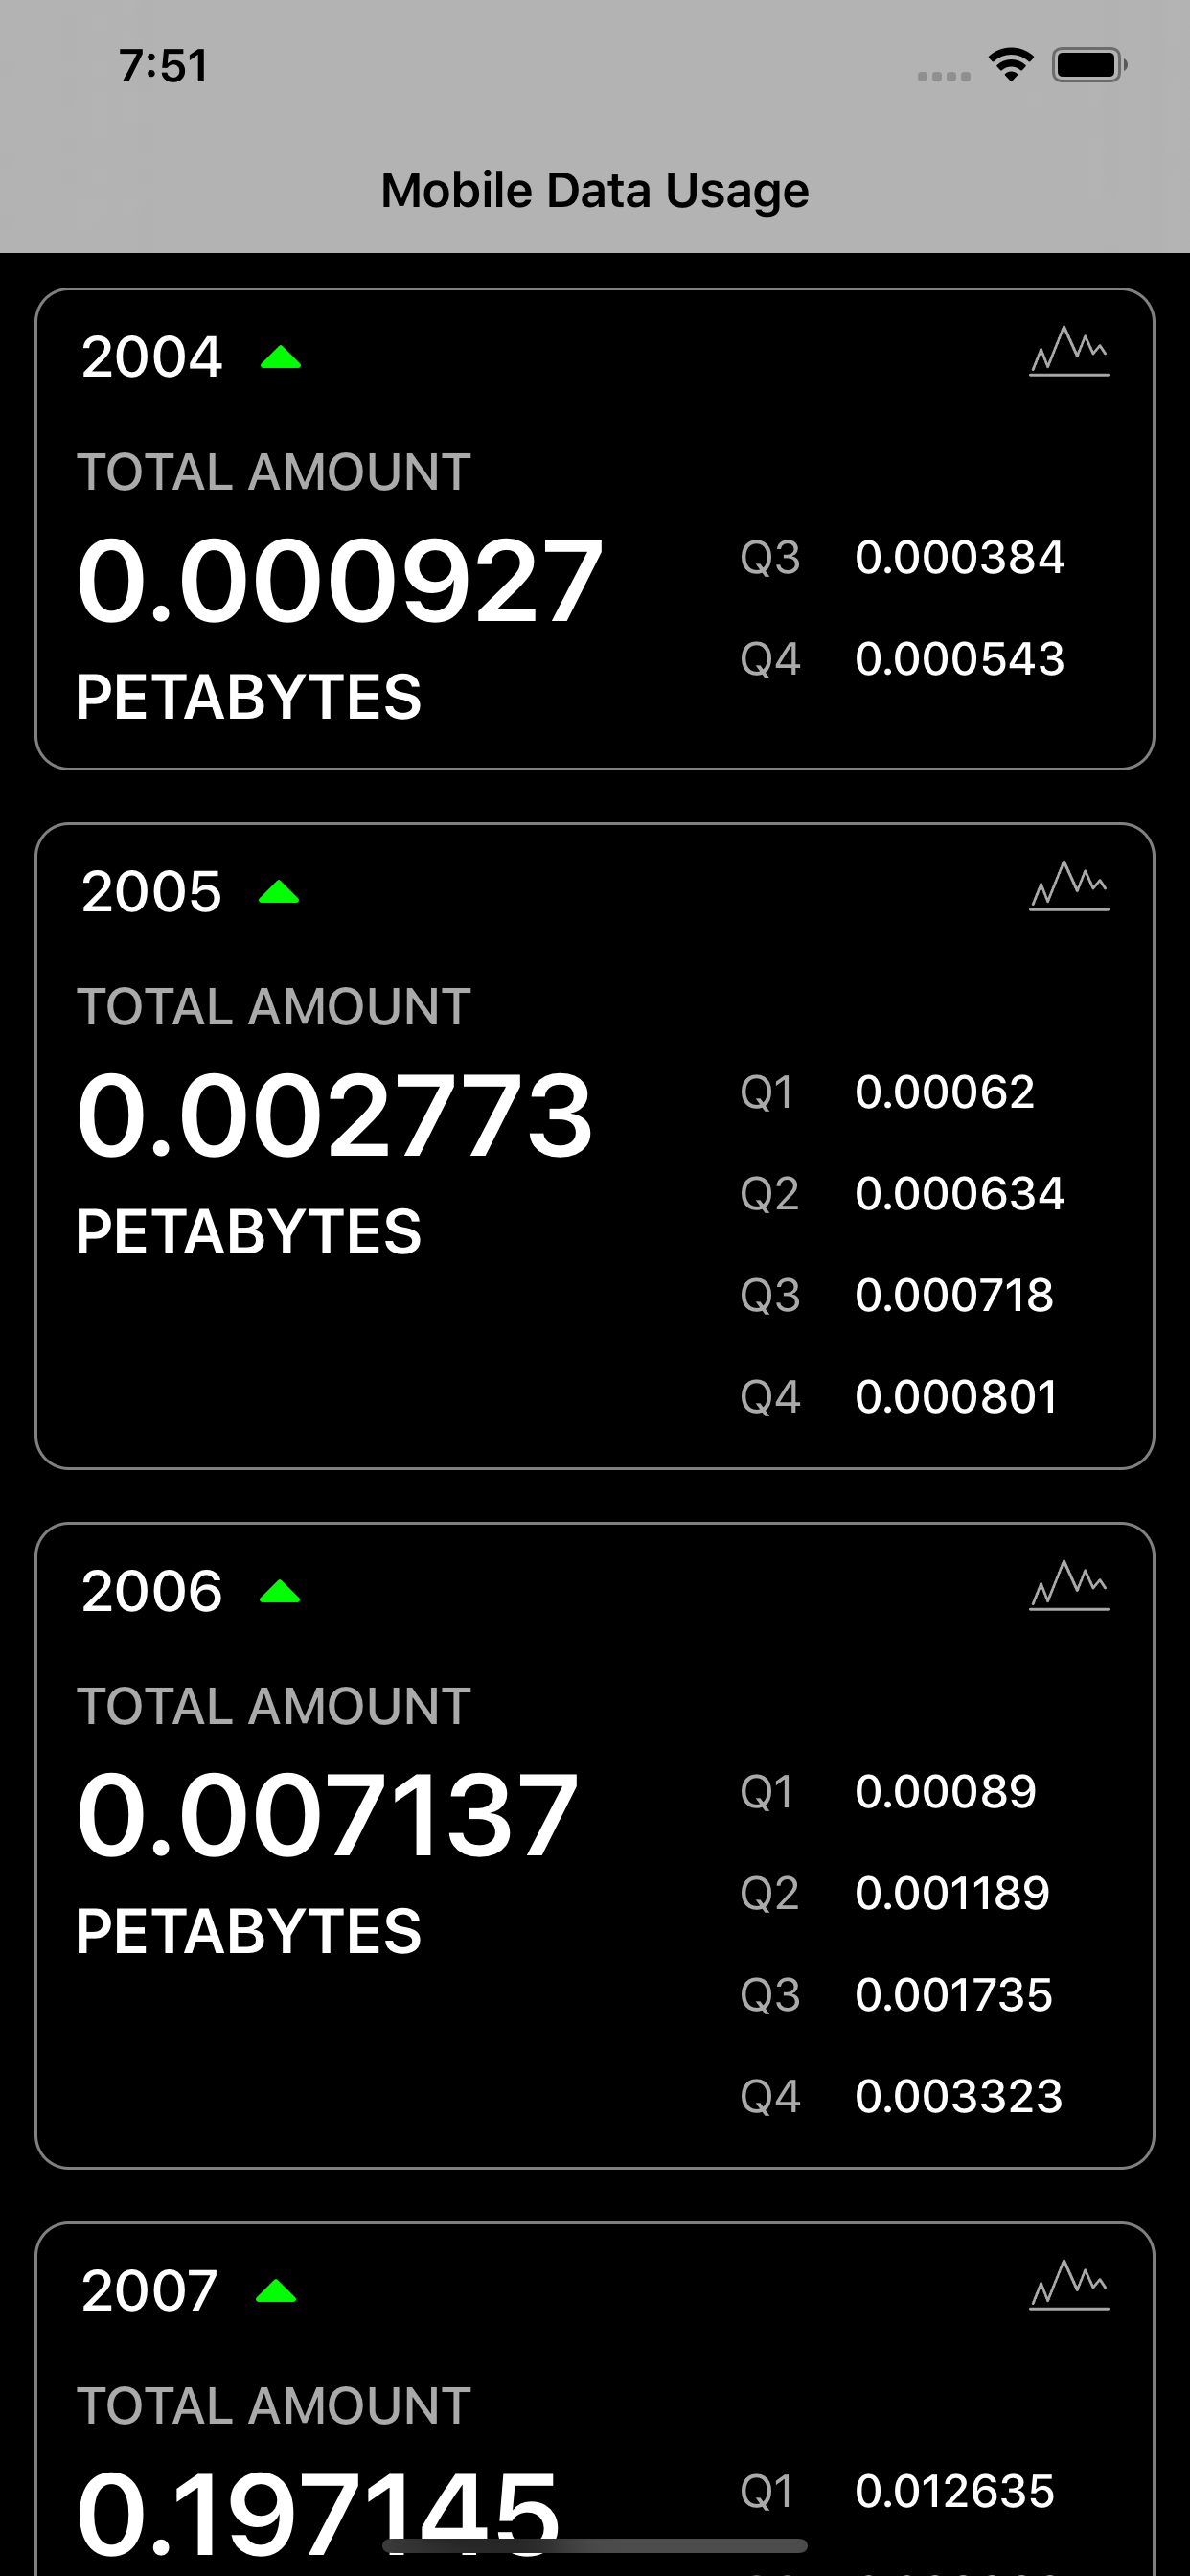 7:51
Mobile Data Usage
2004
TOTAL AMOUNT
0.000927
PETABYTES
Q3 0.000384
Q4 0.000543
2005
TOTAL AMOUNT
0.002773
PETABYTES
Q1 0.00062
Q2 0.000634
Q3 0.000718
Q4 0.000801
2006
TOTAL AMOUNT
0.007137
PETABYTES
Q1 0.00089
Q2 0.001189
Q3 0.001735
Q4 0.003323
2007
TOTAL AMOUNT
0.197145
Q1 0.012635